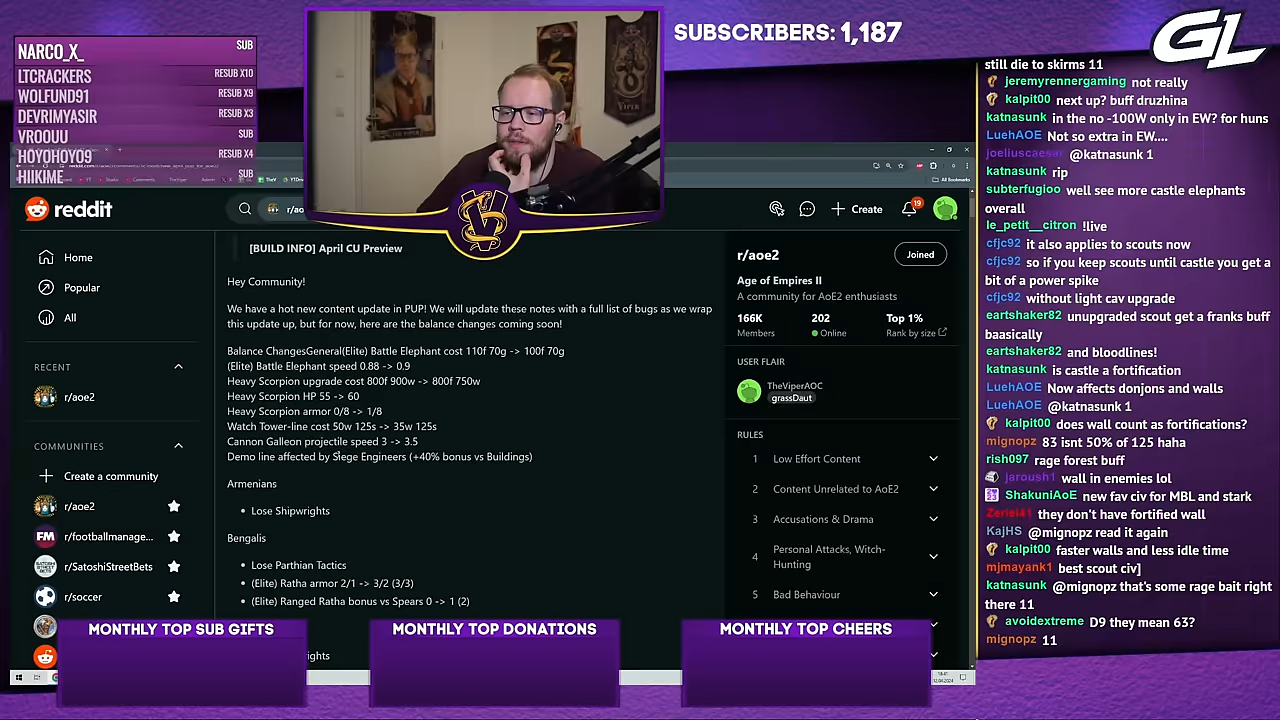 NARCO_X_ SUB
LTCRACKERS RESUB X10
WOLFUND91 RESUB X9
DEVRIMYASIR RESUB X3
VROOUU SUB
HOYOHOYO9 RESUB X4
HIIKIME SUB
THE VIPER
VIPER
SUBSCRIBERS: 1,187
GL
All Bookmarks
reddit
r/ao
Create
19
Home
Popular
All
RECENT
r/aoe2
COMMUNITIES
Create a community
r/aoe2
FM r/footballmanage...
r/SatoshiStreetBets
r/soccer
[BUILD INFO] April CU Preview
Hey Community!
We have a hot new content update in PUP! We will update these notes with a full list of bugs as we wrap
this update up, but for now, here are the balance changes coming soon!
Balance ChangesGeneral(Elite) Battle Elephant cost 110f 70g -> 100f 70g
(Elite) Battle Elephant speed 0.88 -> 0.9
Heavy Scorpion upgrade cost 800f 900w -> 800f 750w
Heavy Scorpion HP 55 -> 60
Heavy Scorpion armor 0/8 -> 1/8
Watch Tower-line cost 50w 125s -> 35w 125s
Cannon Galleon projectile speed 3 -> 3.5
Demo line affected by Siege Engineers (+40% bonus vs Buildings)
Armenians
• Lose Shipwrights
Bengalis
• Lose Parthian Tactics
• (Elite) Ratha armor 2/1 -> 3/2 (3/3)
• (Elite) Ranged Ratha bonus vs Spears 0 -> 1 (2)
r/aoe2
Joined
Age of Empires II
A community for AoE2 enthusiasts
166K 202 Top 1%
Members Online Rank by size
USER FLAIR
TheViperAOC
grassDaut
RULES
1 Low Effort Content
2 Content Unrelated to AoE2
3 Accusations & Drama
4 Personal Attacks, Witch-
Hunting
5 Bad Behaviour
MONTHLY TOP SUB GIFTS
MONTHLY TOP DONATIONS
MONTHLY TOP CHEERS
still die to skirms 11
jeremyrennergaming not really
kalpit00 next up? buff druzhina
katnasunk in the no -100W only in EW? for huns
LuehAOE Not so extra in EW....
joeliuscaesar @katnasunk 1
katnasunk rip
subterfugioo well see more castle elephants
overall
le_petit__citron !live
cfjc92 it also applies to scouts now
cfjc92 so if you keep scouts until castle you get a
bit of a power spike
cfjc92 without light cav upgrade
eartshaker82 unupgraded scout get a franks buff
baasically
eartshaker82 and bloodlines!
katnasunk is castle a fortification
LuehAOE Now affects donjons and walls
LuehAOE @katnasunk 1
kalpit00 does wall count as fortifications?
mignopz 83 isnt 50% of 125 haha
rish097 rage forest buff
jaroush1 wall in enemies lol
ShakuniAoE new fav civ for MBL and stark
Zeriel41 they don't have fortified wall
KajHS @mignopz read it again
kalpit00 faster walls and less idle time
mjmayank1 best scout civ]
katnasunk @mignopz that's some rage bait right
there 11
avoidextreme D9 they mean 63?
mignopz 11